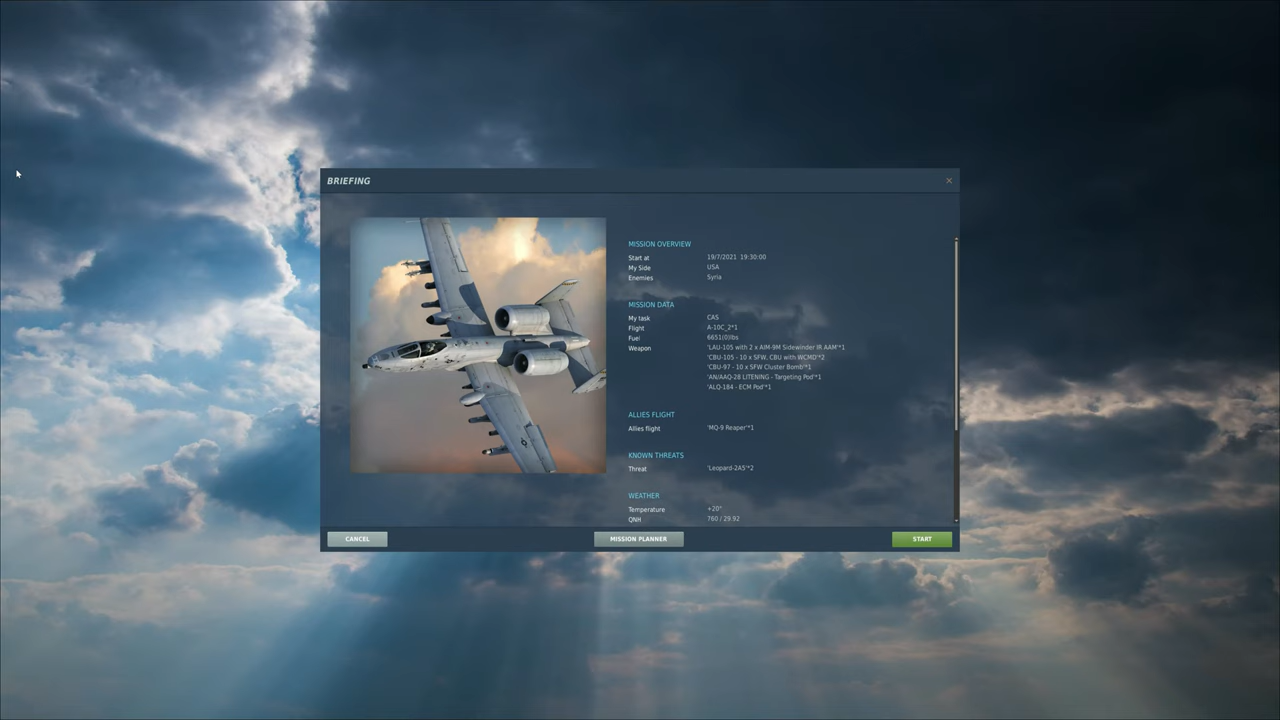 BRIEFING
MISSION OVERVIEW
Start at 19/7/2021 19:30:00
My Side USA
Enemies Syria
MISSION DATA
My task CAS
Flight A-10C_2*1
Fuel 6651(0)lbs
Weapon 'LAU-105 with 2 x AIM-9M Sidewinder IR AAM'*1
'CBU-105 - 10 x SFW, CBU with WCMD'*2
'CBU-97 - 10 x SFW Cluster Bomb'*1
'AN/AAQ-28 LITENING - Targeting Pod'*1
'ALQ-184 - ECM Pod'*1
ALLIES FLIGHT
Allies flight 'MQ-9 Reaper'*1
KNOWN THREATS
Threat 'Leopard-2A5'*2
WEATHER
Temperature +20°
QNH 760 / 29.92
CANCEL MISSION PLANNER START